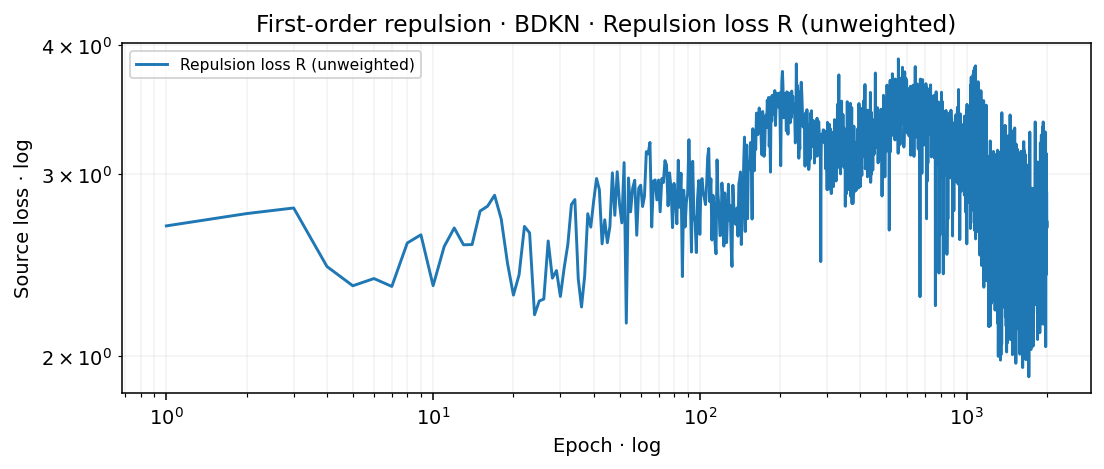 First-order repulsion · BDKN · Repulsion loss R (unweighted)
Repulsion loss R (unweighted)
Source loss · log
4 × 10⁰
3 × 10⁰
2 × 10⁰
10⁰ 10¹ 10² 10³
Epoch · log